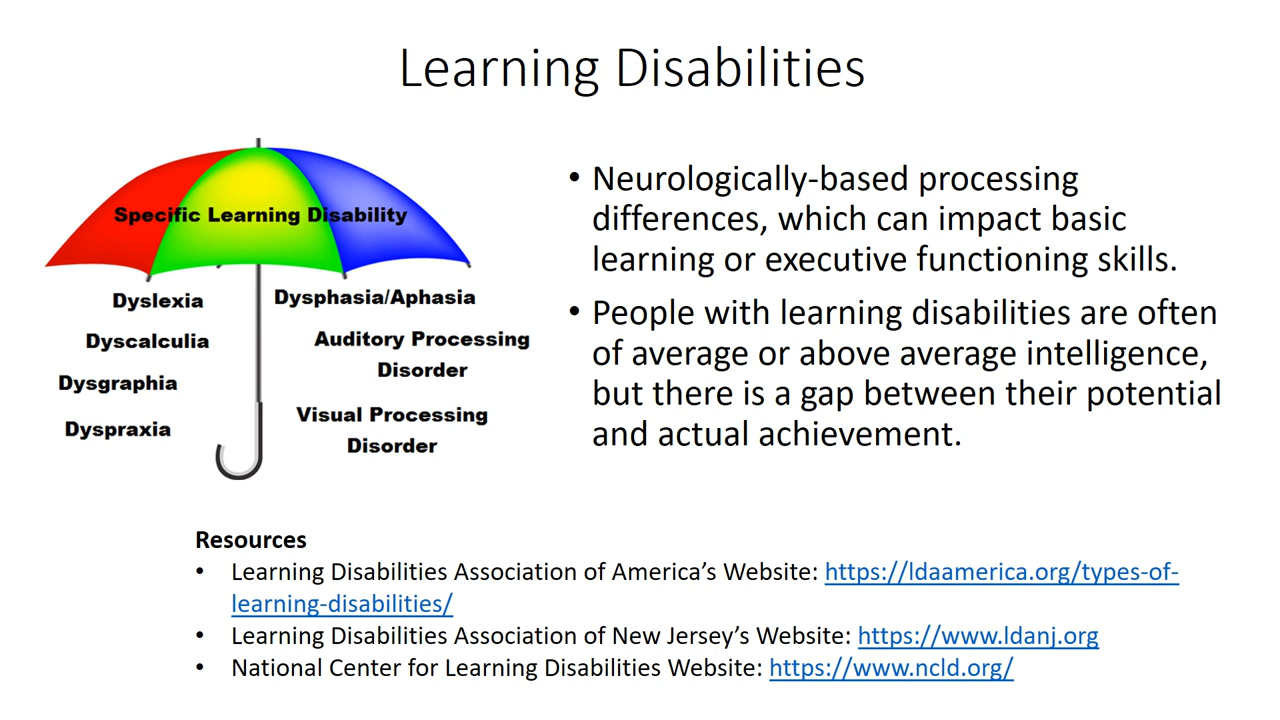 Learning Disabilities
Specific Learning Disability
Dyslexia
Dyscalculia
Dysgraphia
Dyspraxia
Dysphasia/Aphasia
Auditory Processing
Disorder
Visual Processing
Disorder
• Neurologically-based processing
differences, which can impact basic
learning or executive functioning skills.
• People with learning disabilities are often
of average or above average intelligence,
but there is a gap between their potential
and actual achievement.
Resources
• Learning Disabilities Association of America’s Website: https://ldaamerica.org/types-of-
learning-disabilities/
• Learning Disabilities Association of New Jersey’s Website: https://www.ldanj.org
• National Center for Learning Disabilities Website: https://www.ncld.org/